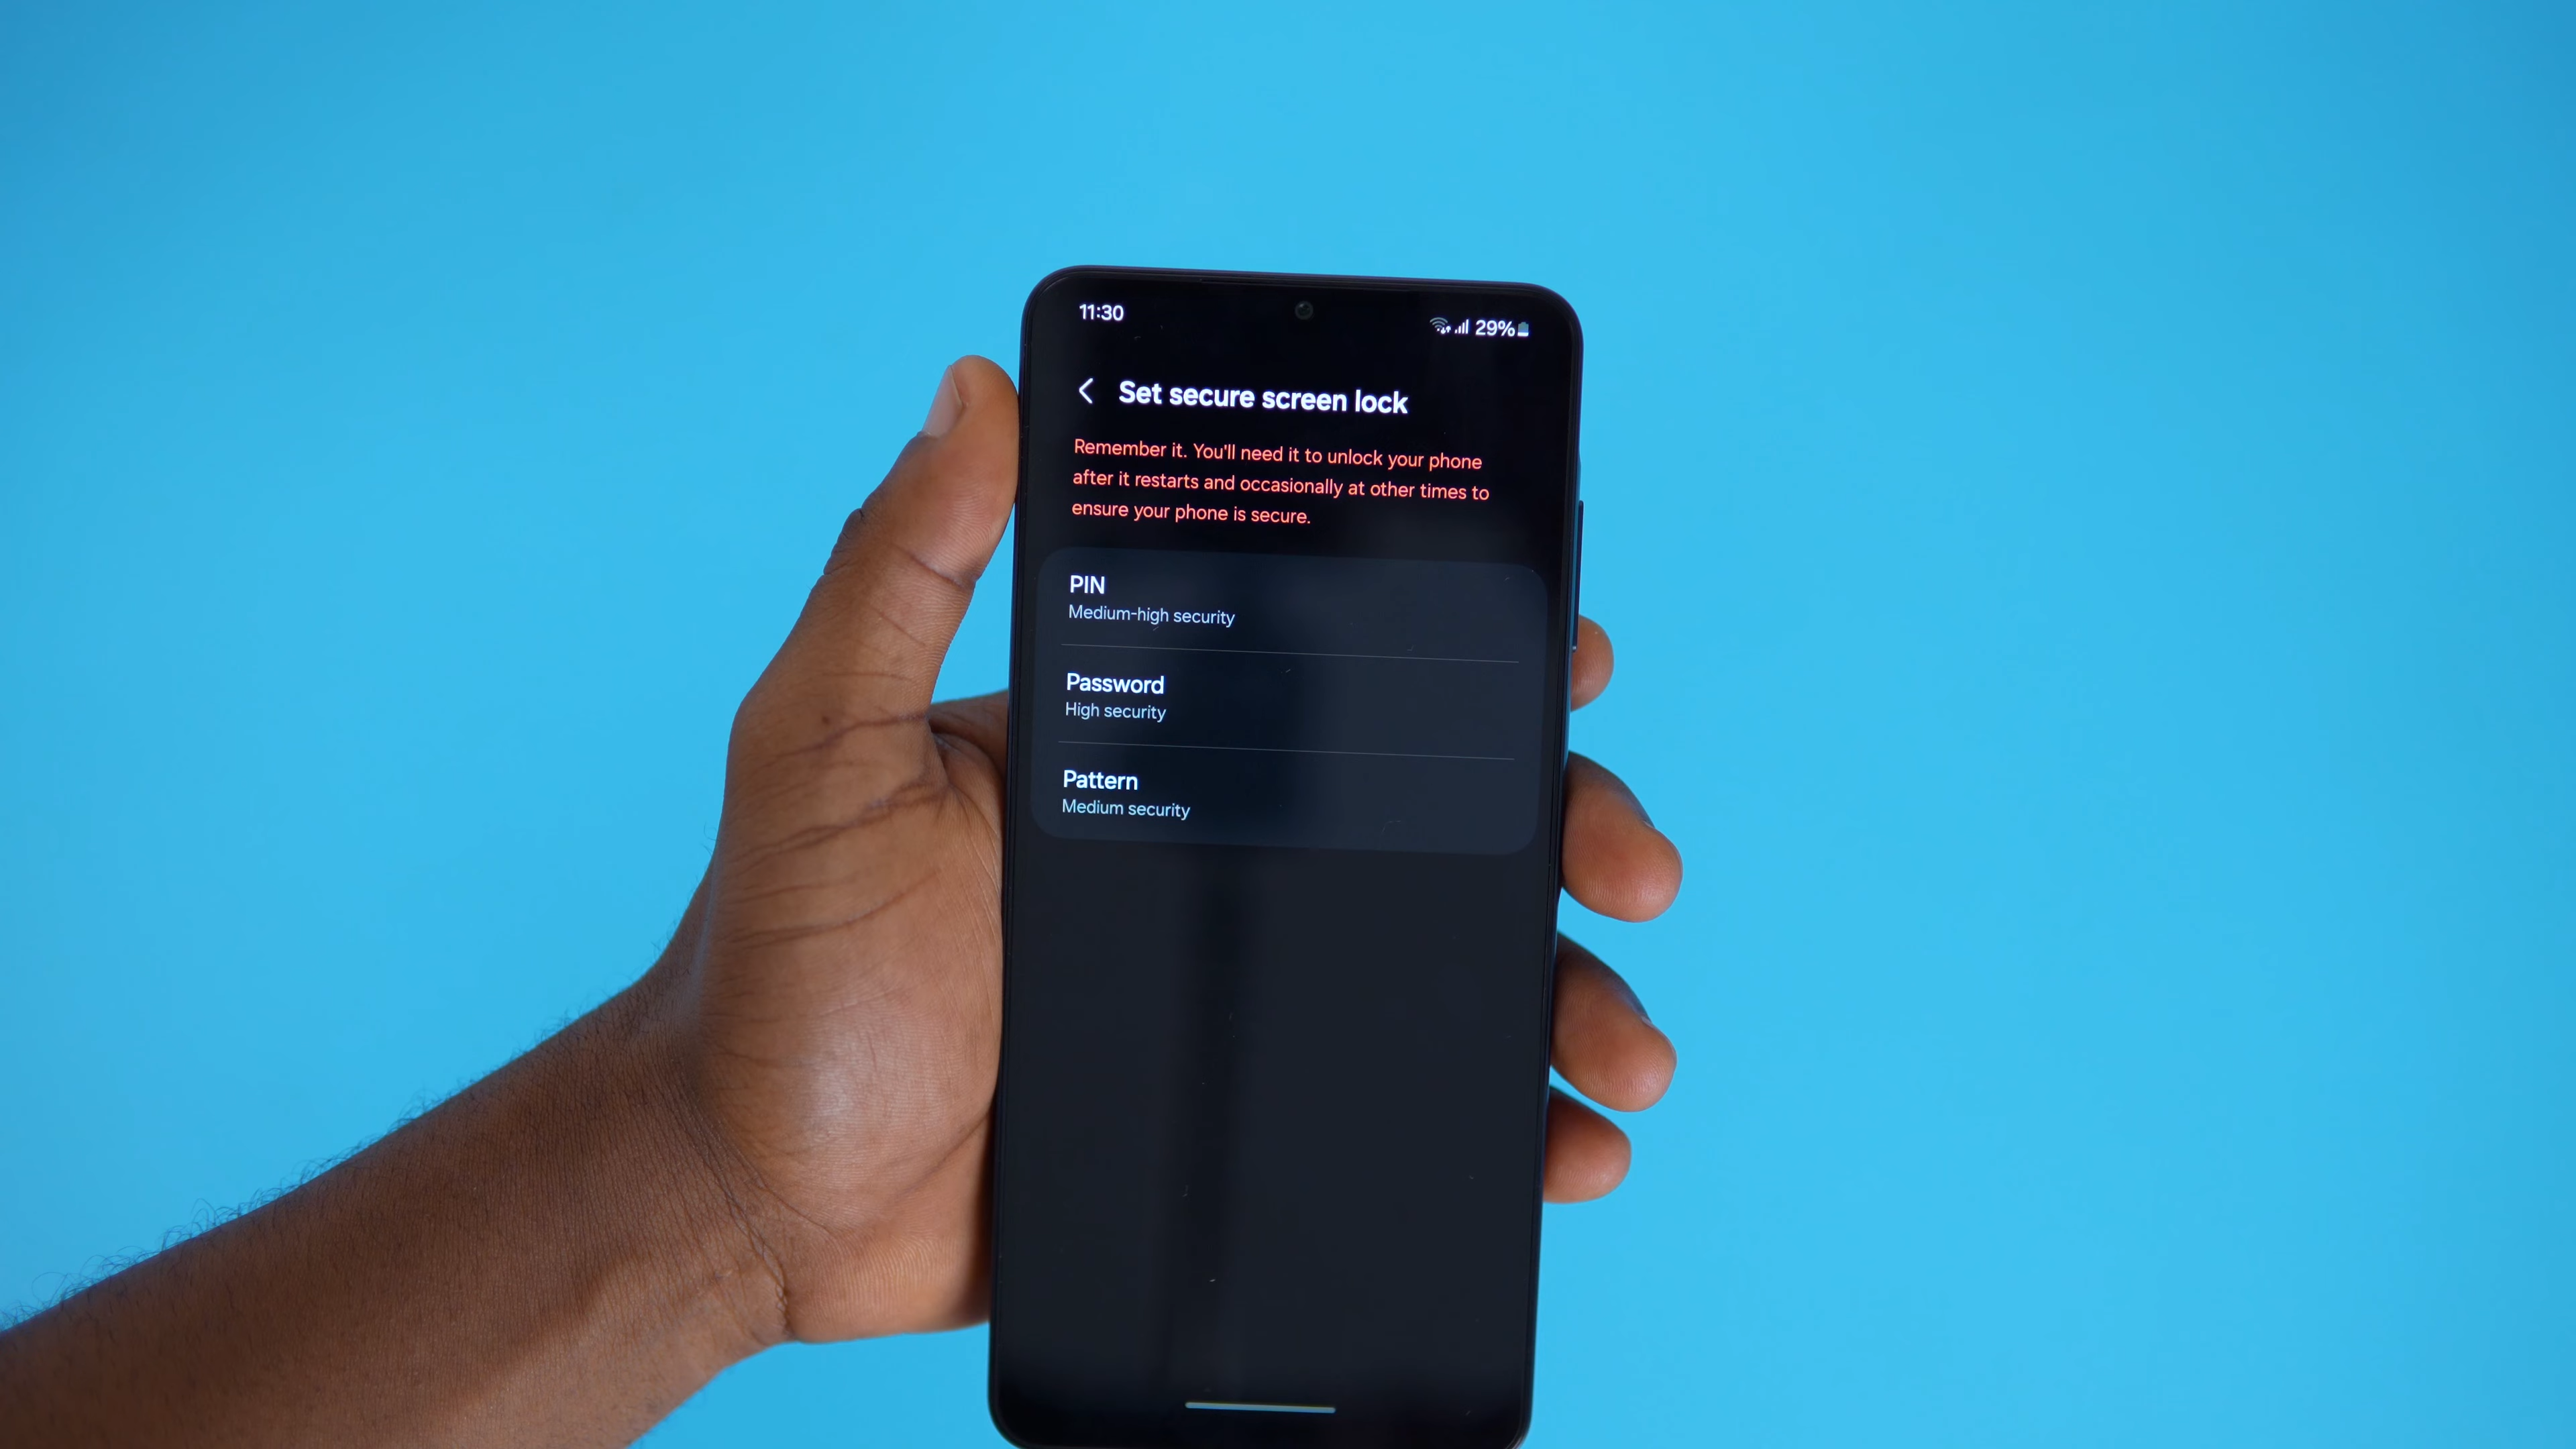 11:30
29%
Set secure screen lock
Remember it. You'll need it to unlock your phone
after it restarts and occasionally at other times to
ensure your phone is secure.
PIN
Medium-high security
Password
High security
Pattern
Medium security